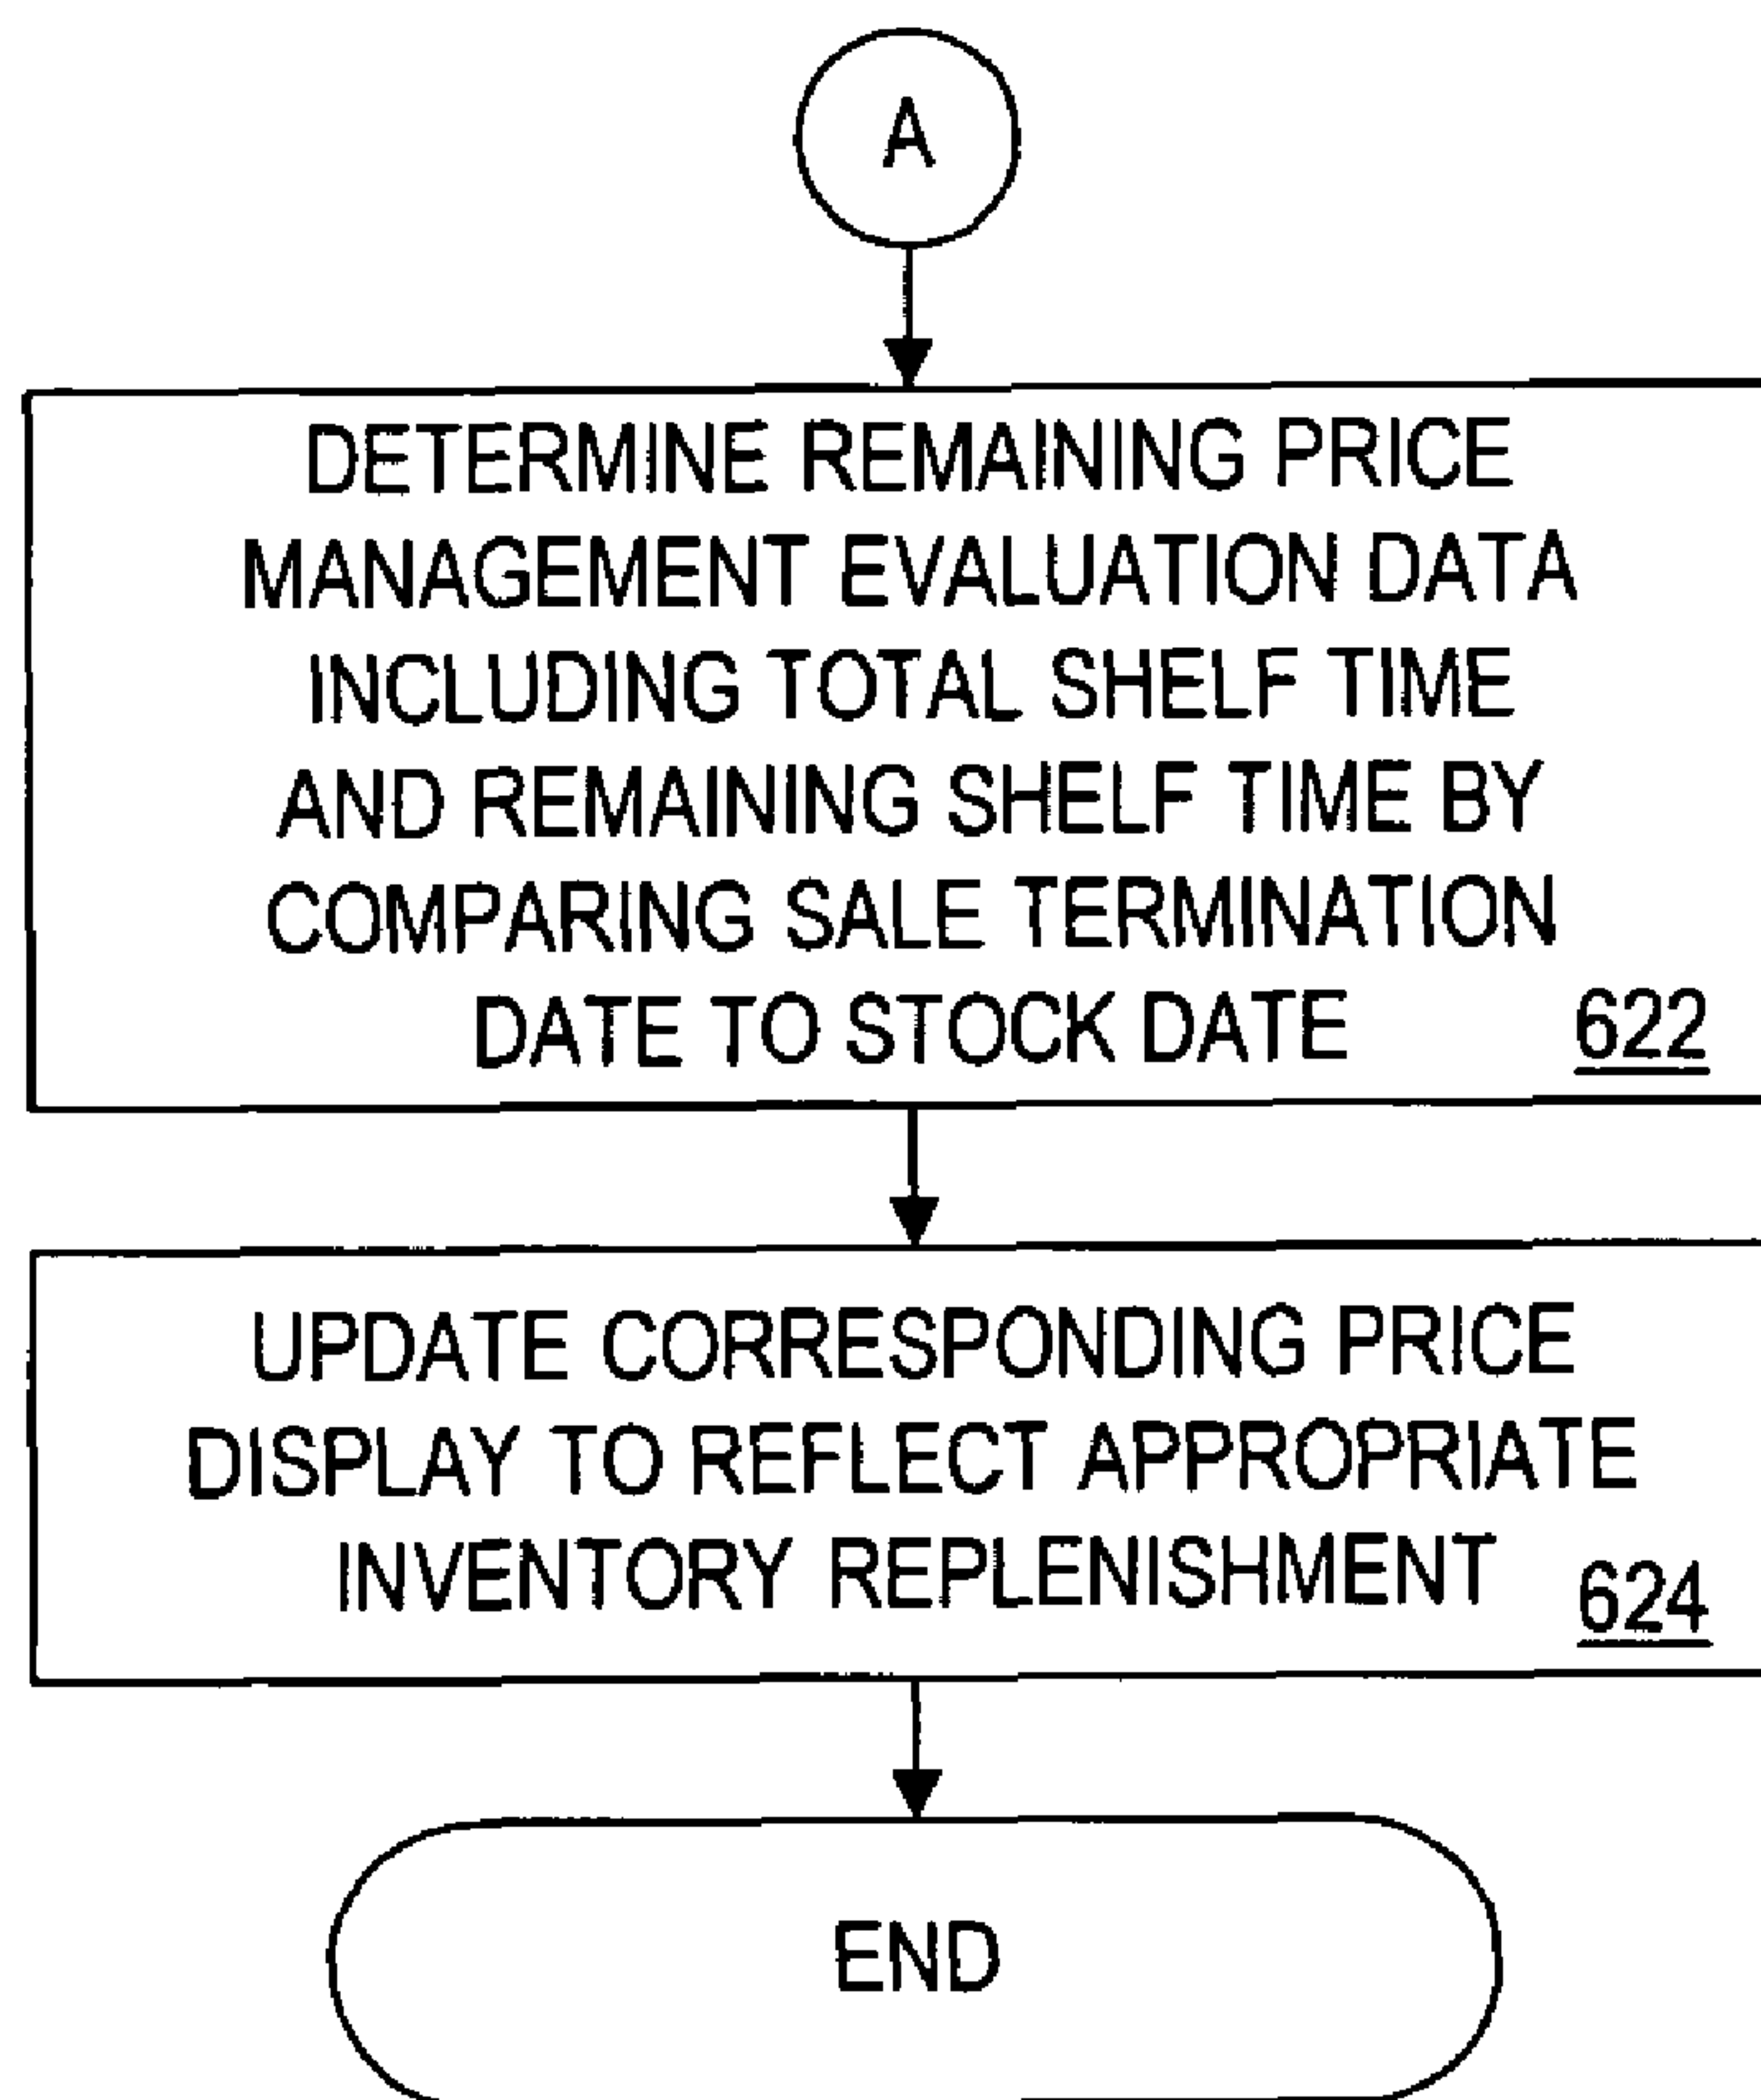 A
DETERMINE REMAINING PRICE
MANAGEMENT EVALUATION DATA
INCLUDING TOTAL SHELF TIME
AND REMAINING SHELF TIME BY
COMPARING SALE TERMINATION
DATE TO STOCK DATE 622
UPDATE CORRESPONDING PRICE
DISPLAY TO REFLECT APPROPRIATE
INVENTORY REPLENISHMENT 624
END